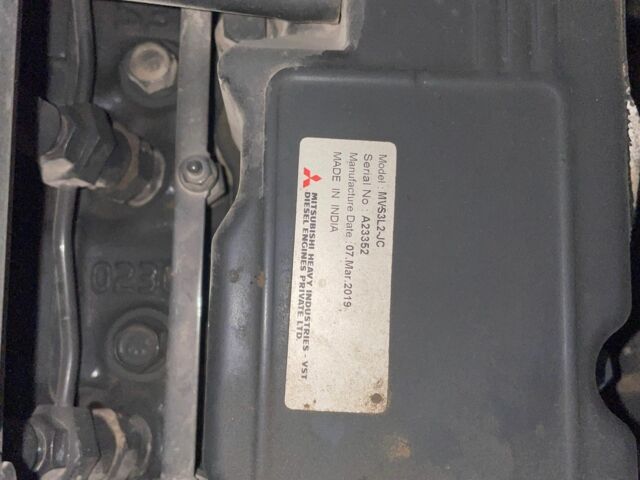 Model : MVS3L2-JC
Serial No : A23352
Manufacture Date : 07.Mar.2019.
MADE IN INDIA
MITSUBISHI HEAVY INDUSTRIES - VST
DIESEL ENGINES PRIVATE LTD.